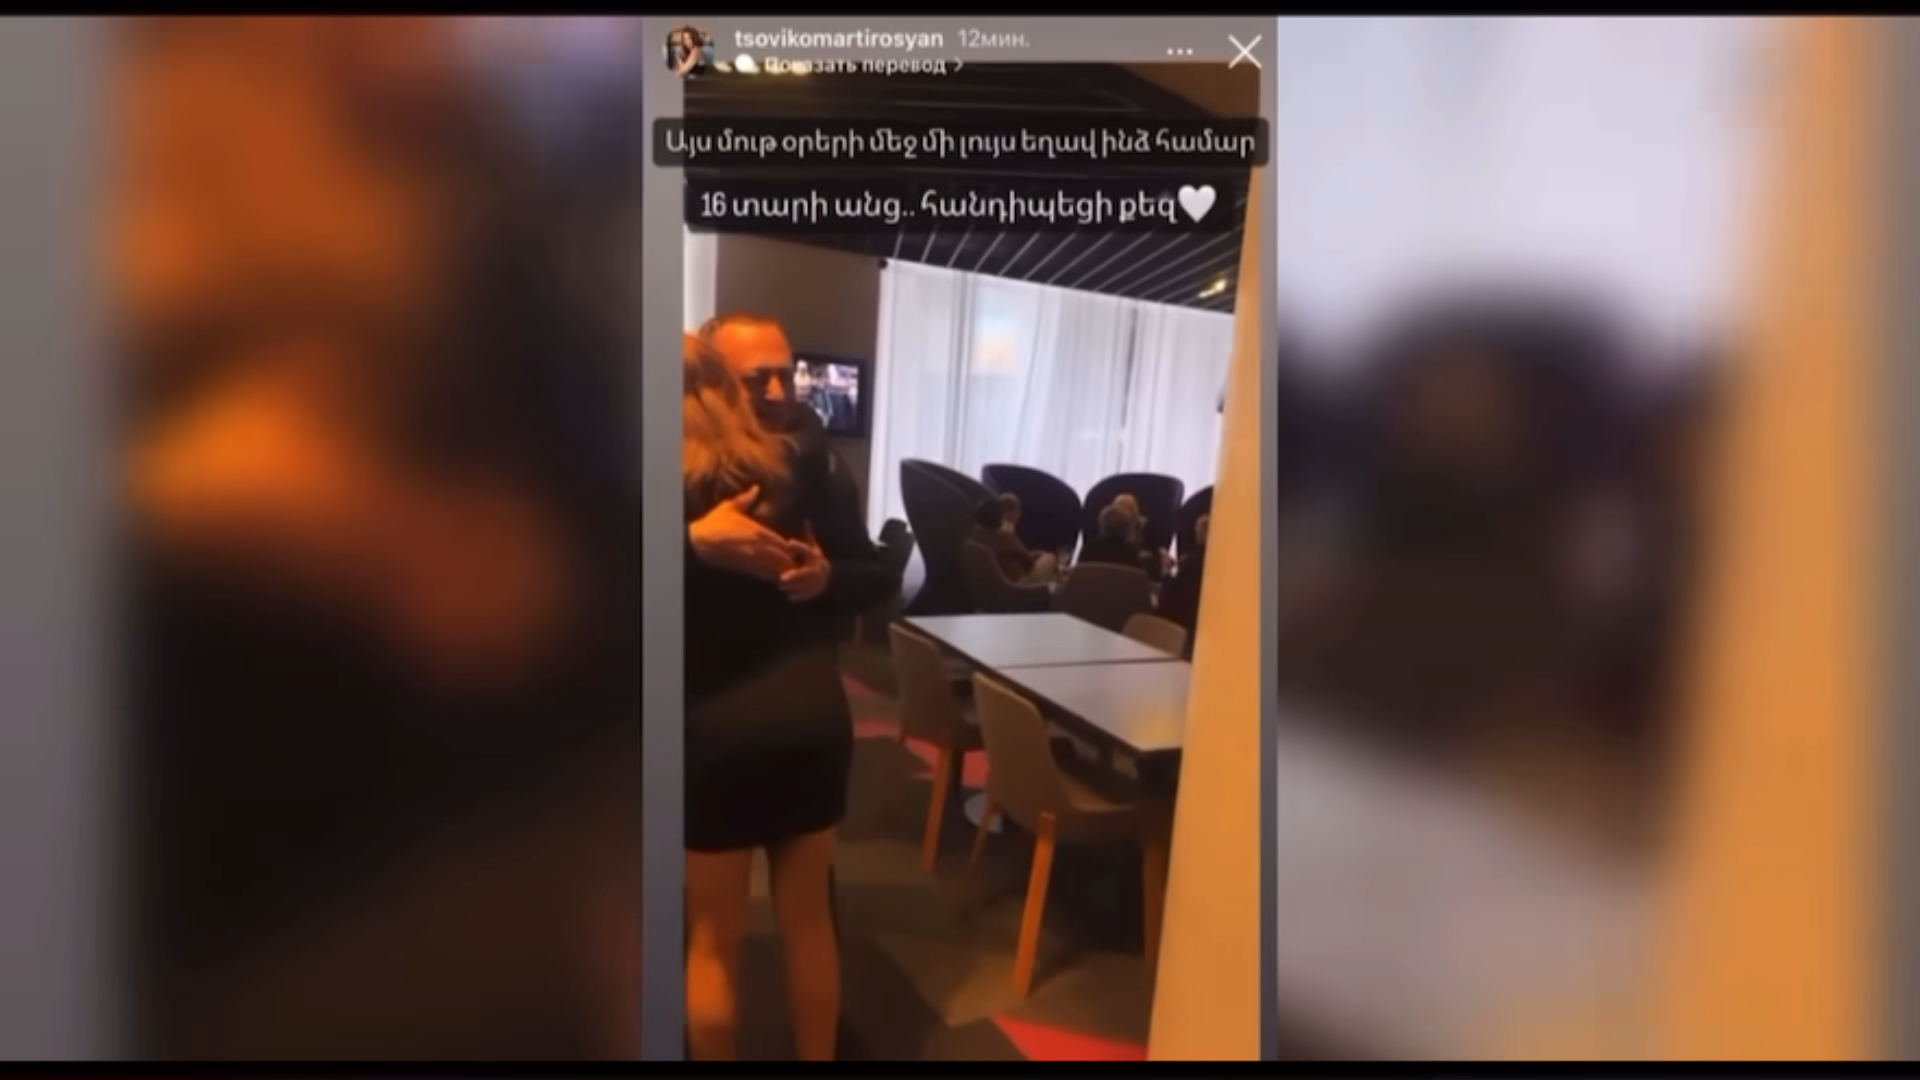 tsovikomartirosyan 12мин.
Показать перевод >
Այս մութ օրերի մեջ մի լույս եղավ ինձ համար
16 տարի անց.. հանդիպեցի քեզ🤍